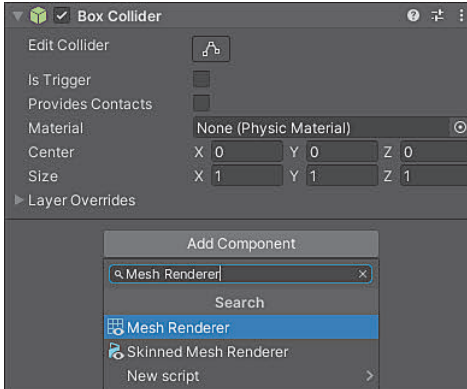 Box Collider
Edit Collider
Is Trigger
Provides Contacts
Material None (Physic Material)
Center X 0 Y 0 Z 0
Size X 1 Y 1 Z 1
Layer Overrides
Add Component
Mesh Renderer
Search
Mesh Renderer
Skinned Mesh Renderer
New script